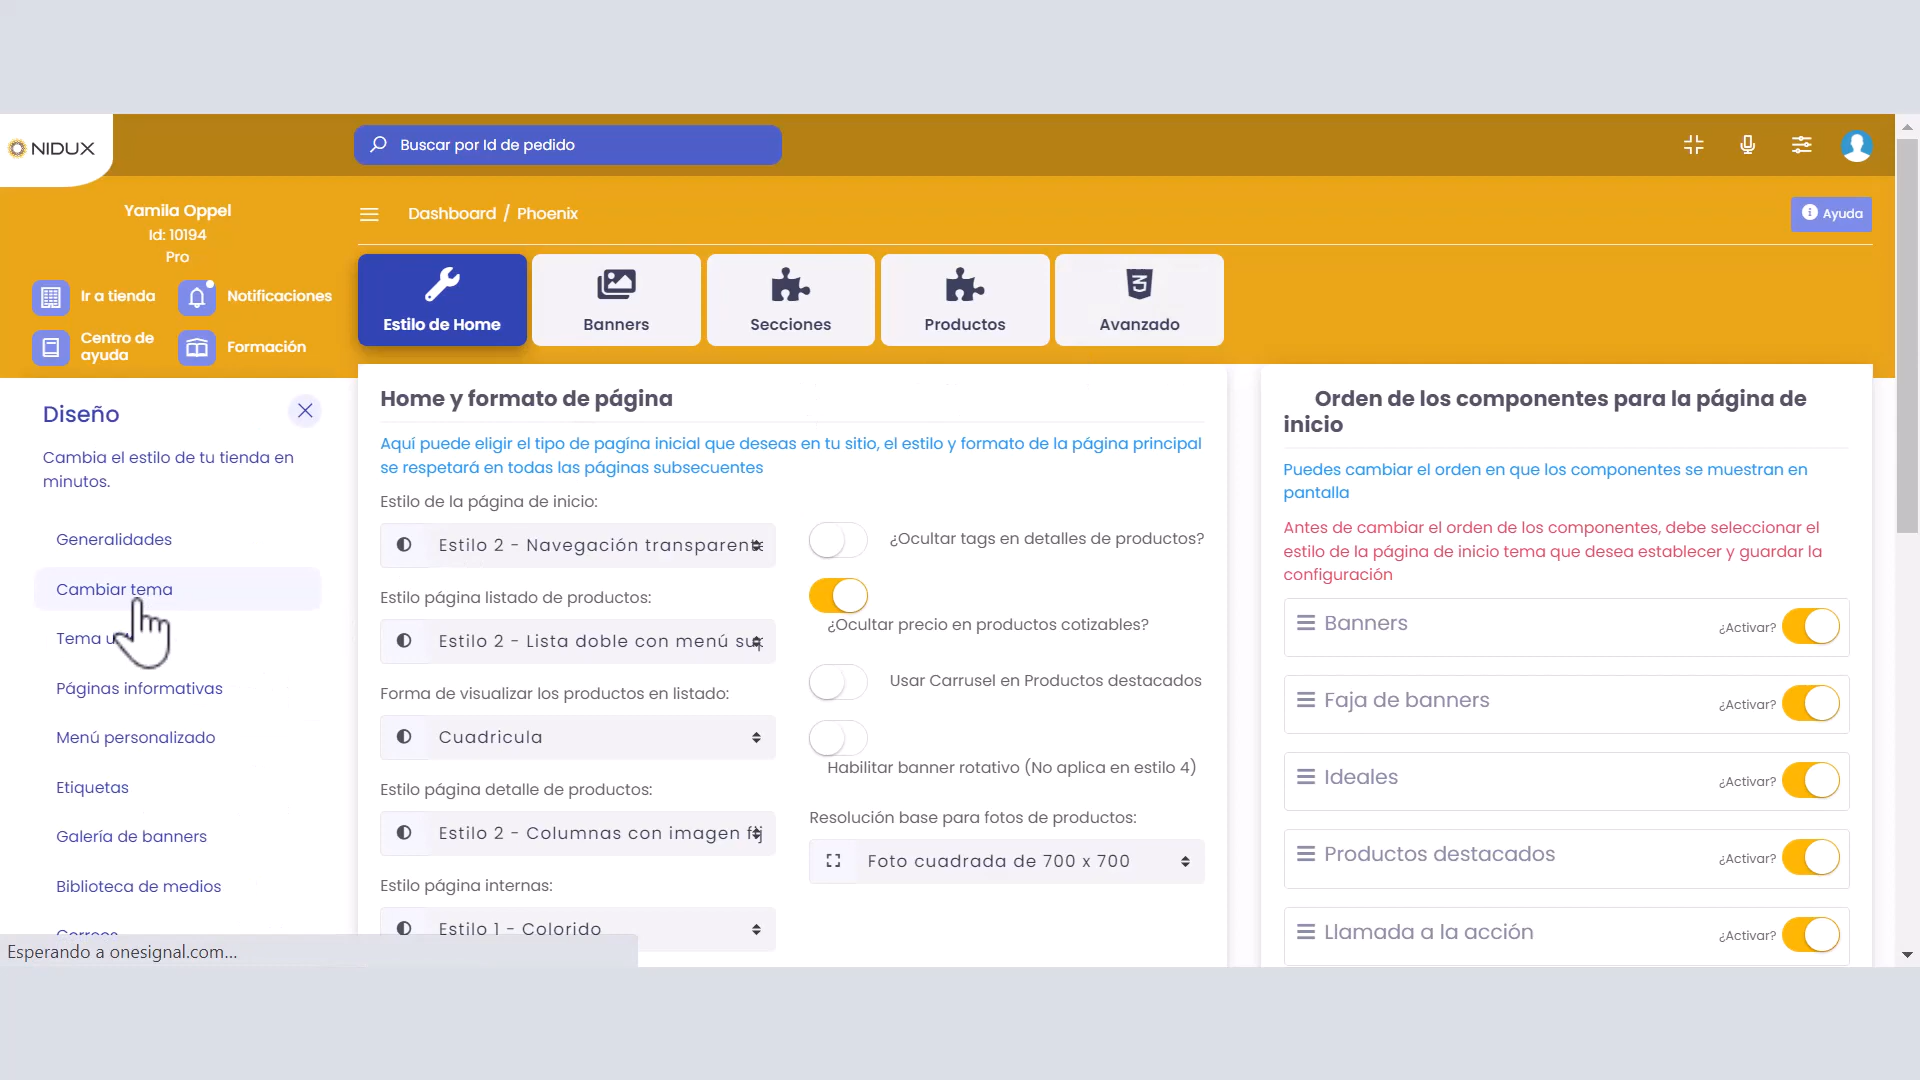 NIDUX
Buscar por Id de pedido
Yamila Oppel
Id: 10194
Pro
Ir a tienda
Notificaciones
Centro de
ayuda
Formación
Dashboard / Phoenix
Ayuda
Estilo de Home
Banners
Secciones
Productos
Avanzado
Diseño
Cambia el estilo de tu tienda en
minutos.
Generalidades
Cambiar tema
Tema
Páginas informativas
Menú personalizado
Etiquetas
Galería de banners
Biblioteca de medios
Correos
Esperando a onesignal.com...
Home y formato de página
Aquí puede eligir el tipo de pagína inicial que deseas en tu sitio, el estilo y formato de la página principal
se respetará en todas las páginas subsecuentes
Estilo de la página de inicio:
Estilo 2 - Navegación transparent
Estilo página listado de productos:
Estilo 2 - Lista doble con menú su
Forma de visualizar los productos en listado:
Cuadricula
Estilo página detalle de productos:
Estilo 2 - Columnas con imagen fij
Estilo página internas:
Estilo 1 - Colorido
¿Ocultar tags en detalles de productos?
¿Ocultar precio en productos cotizables?
Usar Carrusel en Productos destacados
Habilitar banner rotativo (No aplica en estilo 4)
Resolución base para fotos de productos:
Foto cuadrada de 700 x 700
Orden de los componentes para la página de
inicio
Puedes cambiar el orden en que los componentes se muestran en
pantalla
Antes de cambiar el orden de los componentes, debe seleccionar el
estilo de la página de inicio tema que desea establecer y guardar la
configuración
Banners ¿Activar?
Faja de banners ¿Activar?
Ideales ¿Activar?
Productos destacados ¿Activar?
Llamada a la acción ¿Activar?